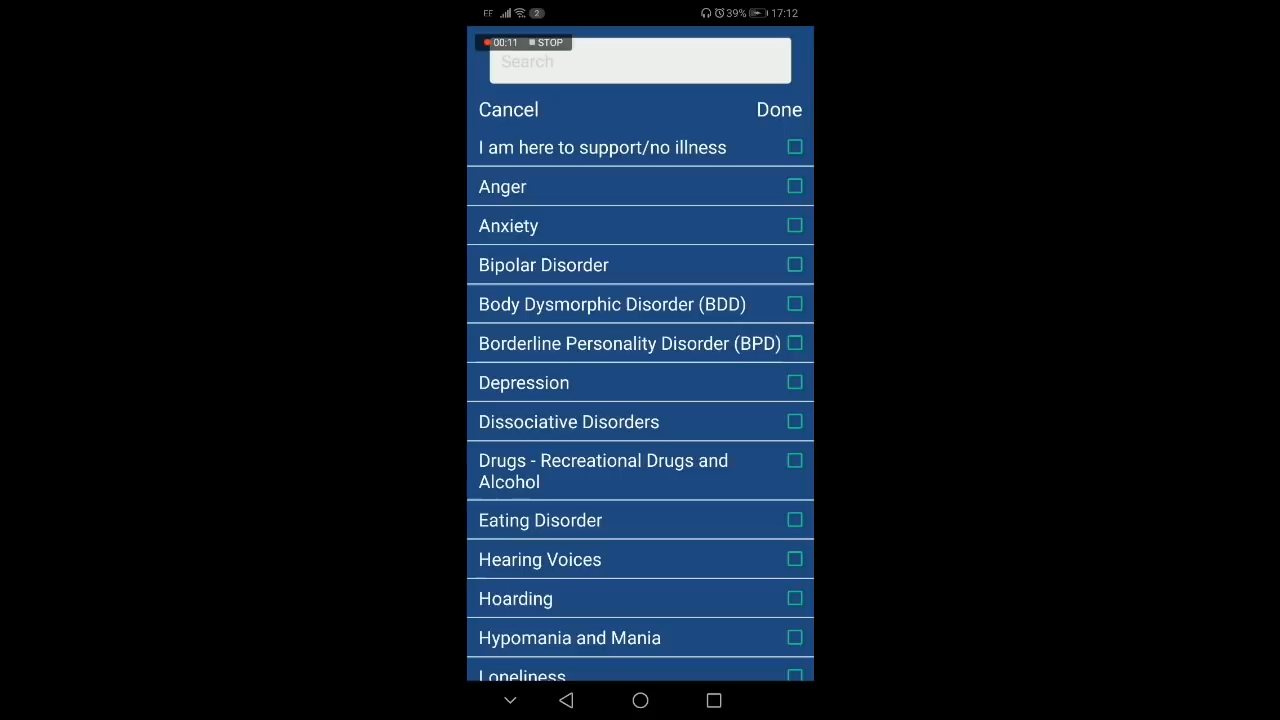 EE 2 39% 17:12
00:11 STOP
Search
Cancel Done
I am here to support/no illness
Anger
Anxiety
Bipolar Disorder
Body Dysmorphic Disorder (BDD)
Borderline Personality Disorder (BPD)
Depression
Dissociative Disorders
Drugs - Recreational Drugs and
Alcohol
Eating Disorder
Hearing Voices
Hoarding
Hypomania and Mania
Loneliness